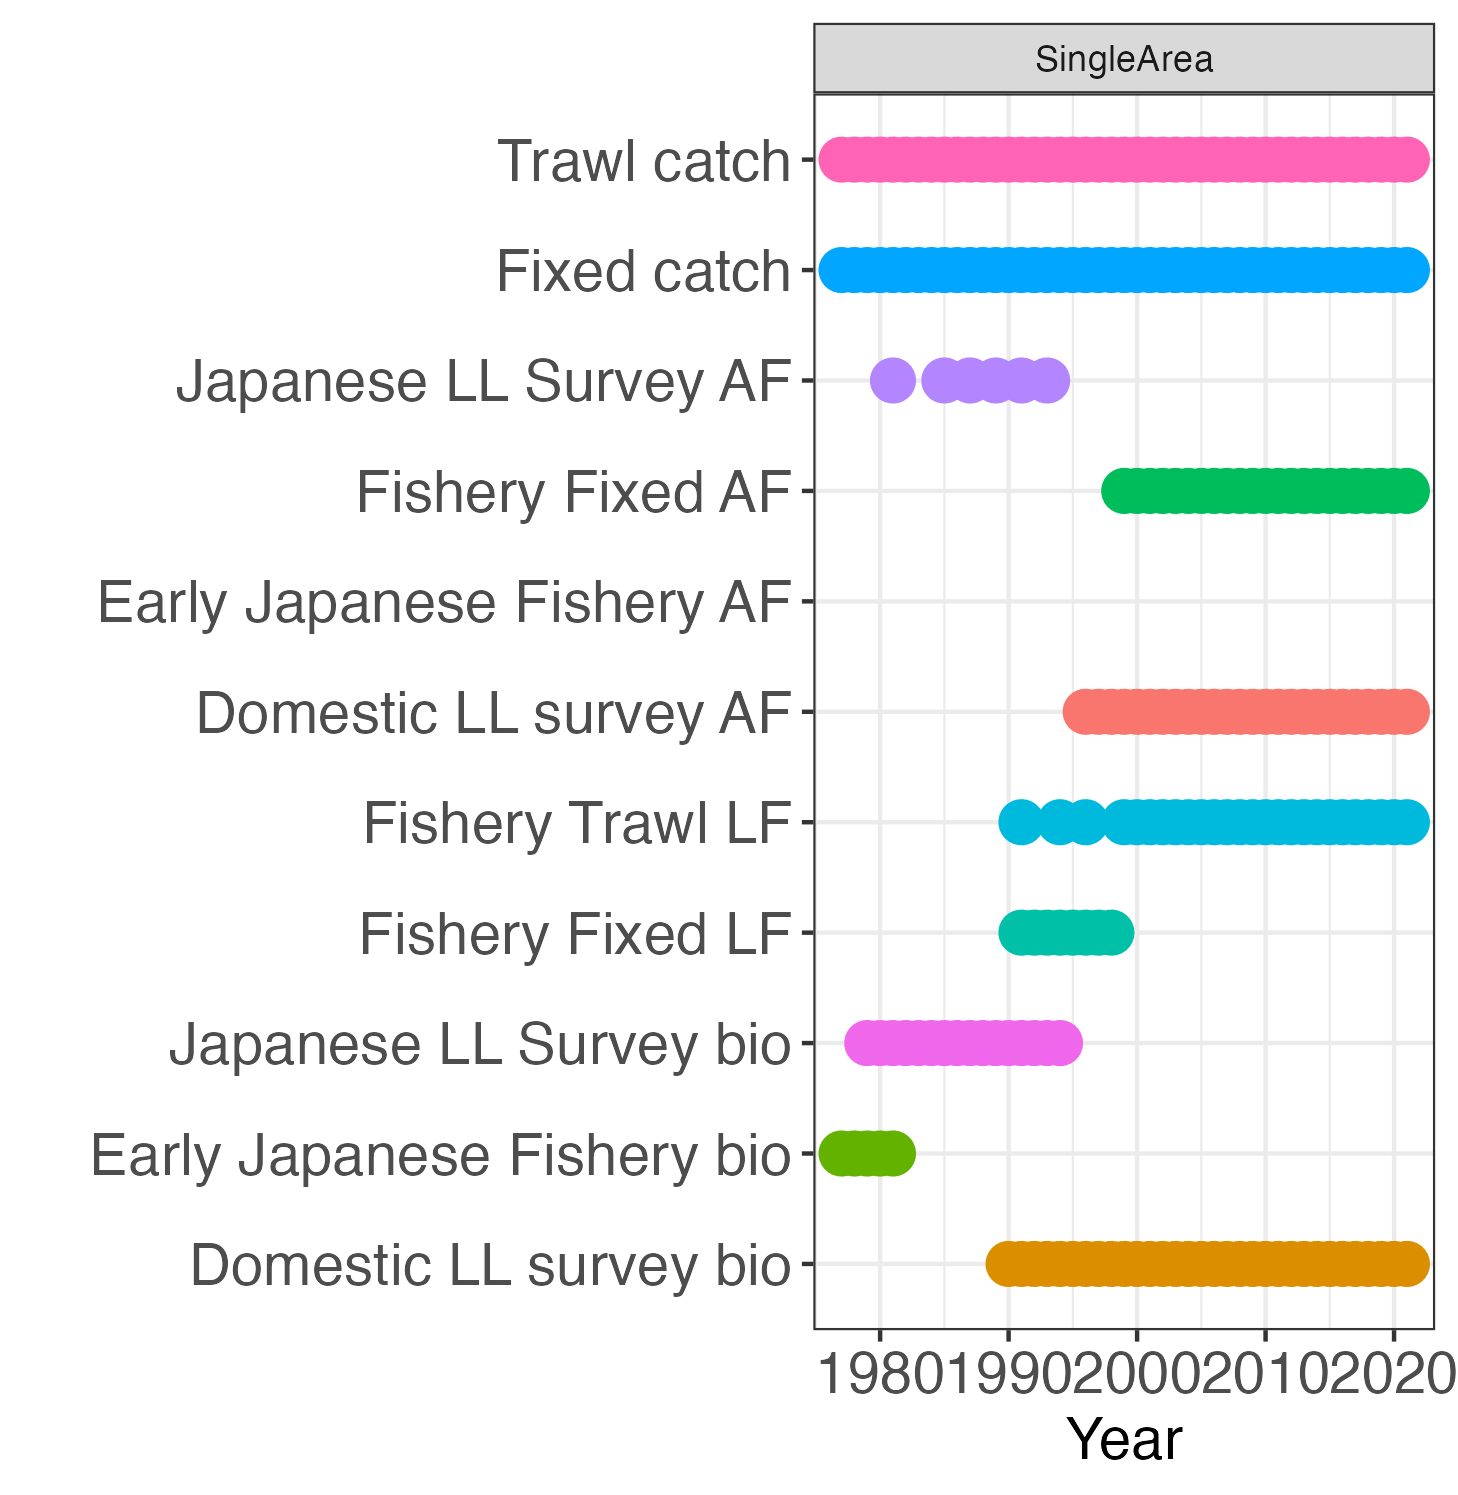 SingleArea
Trawl catch
Fixed catch
Japanese LL Survey AF
Fishery Fixed AF
Early Japanese Fishery AF
Domestic LL survey AF
Fishery Trawl LF
Fishery Fixed LF
Japanese LL Survey bio
Early Japanese Fishery bio
Domestic LL survey bio
1980 1990 2000 2010 2020
Year